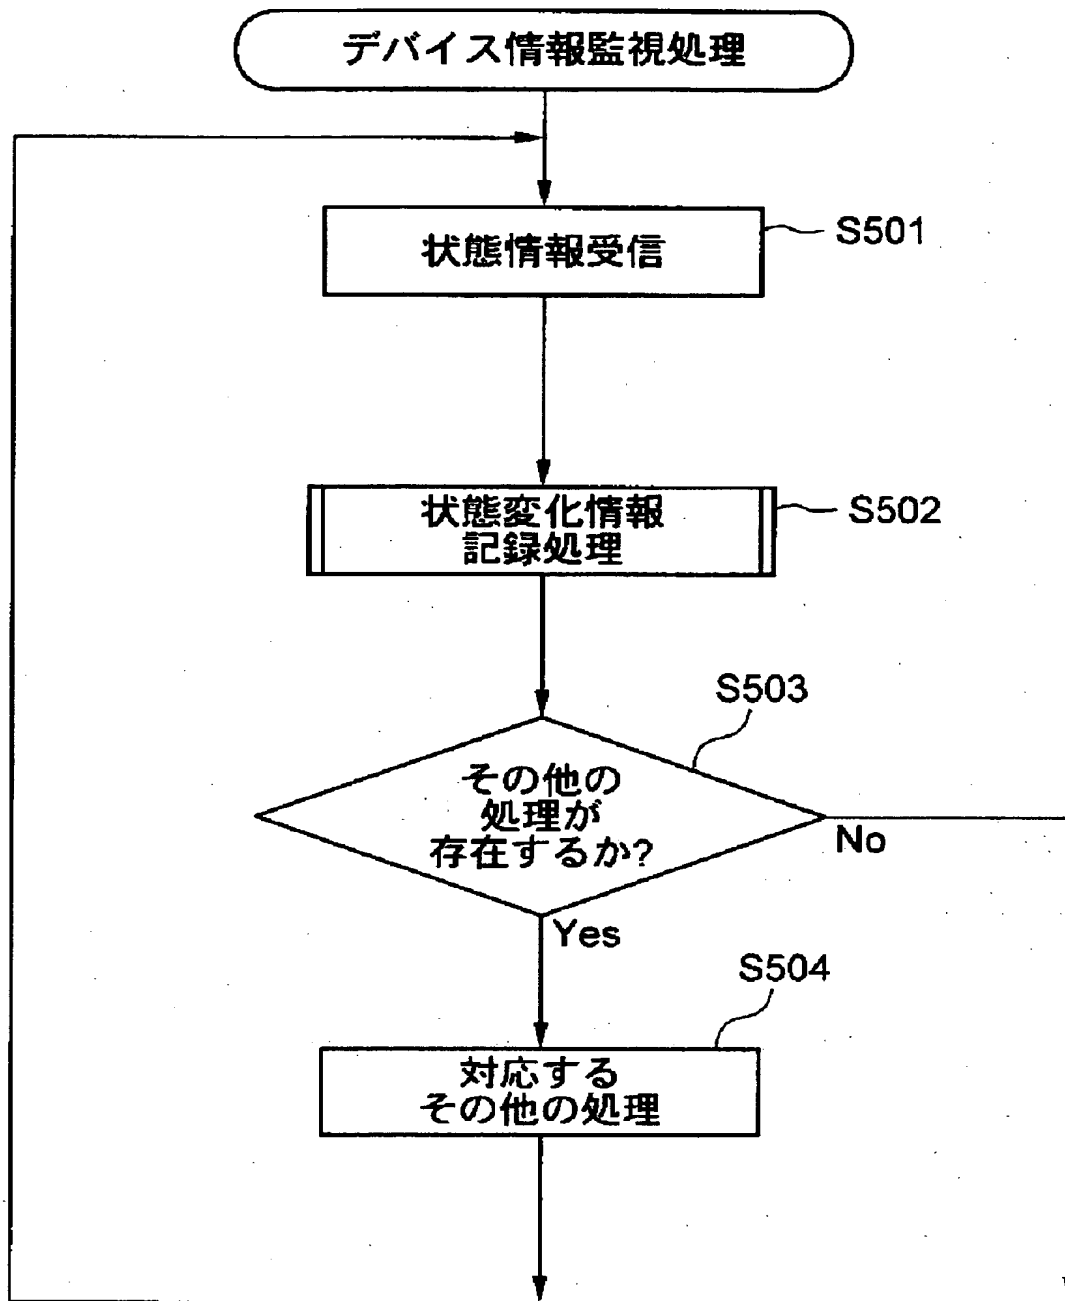 デバイス情報監視処理
状態情報受信
S501
状態変化情報
記録処理
S502
S503
その他の
処理が
存在するか?
No
Yes
S504
対応する
その他の処理